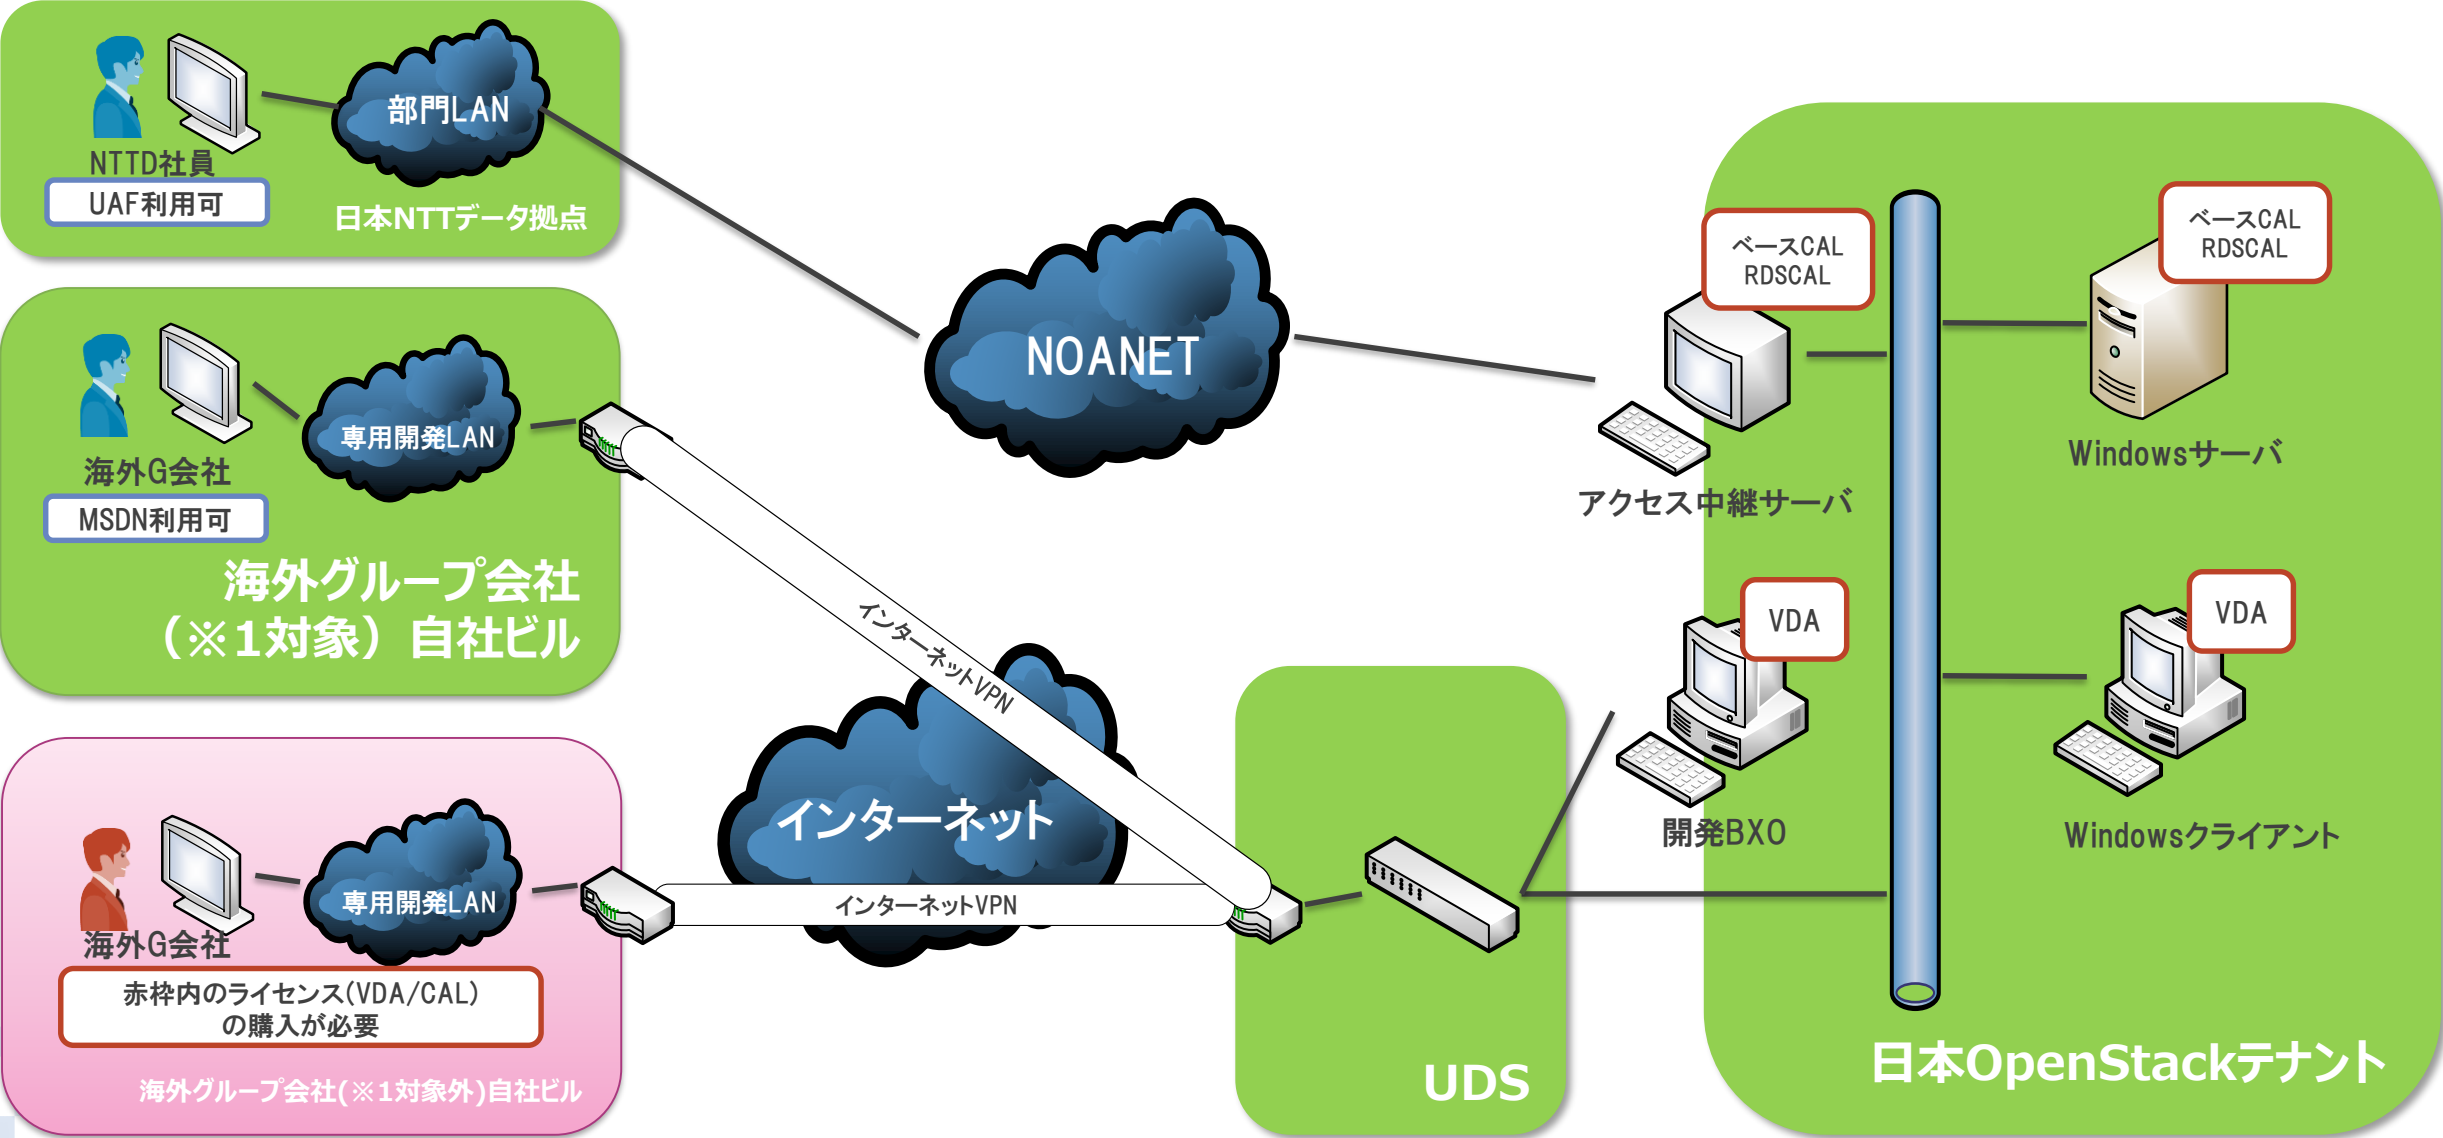 部門LAN
NTTD社員
UAF利用可
日本NTTデータ拠点
専用開発LAN
海外G会社
MSDN利用可
海外グループ会社
（※1対象）自社ビル
専用開発LAN
海外G会社
赤枠内のライセンス(VDA/CAL)
の購入が必要
海外グループ会社(※1対象外)自社ビル
NOANET
インターネットVPN
インターネット
インターネットVPN
UDS
ベースCAL
RDSCAL
アクセス中継サーバ
ベースCAL
RDSCAL
Windowsサーバ
VDA
開発BXO
VDA
Windowsクライアント
日本OpenStackテナント